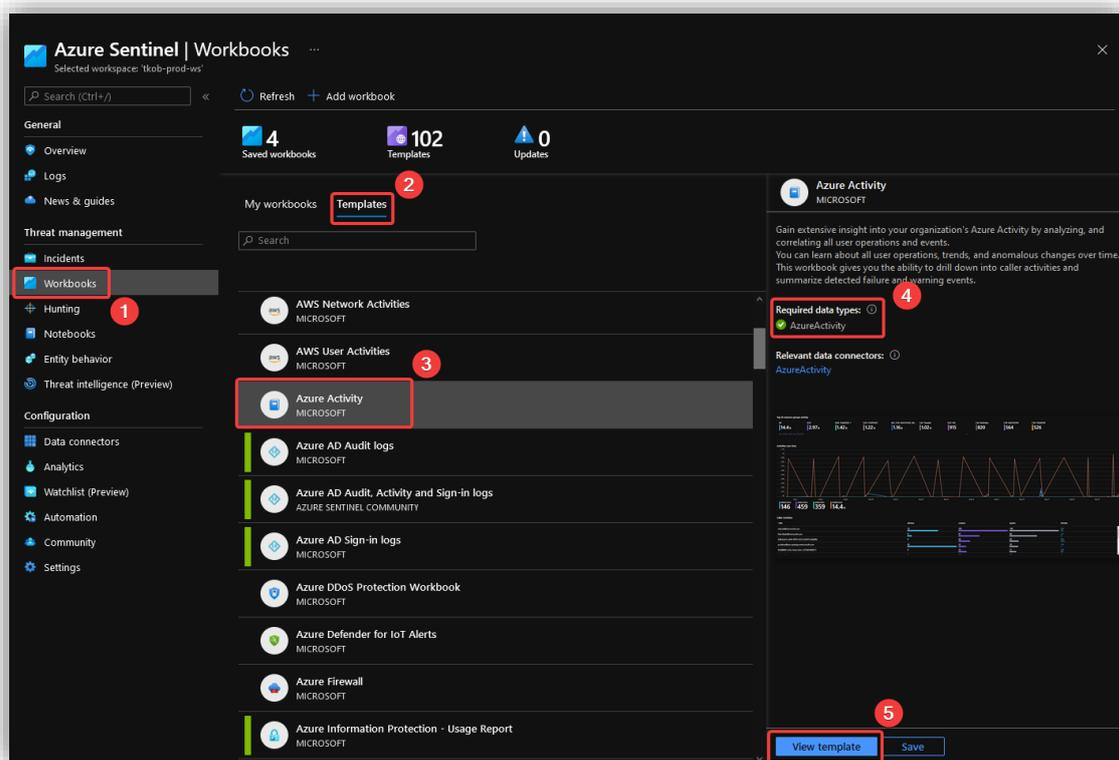 Azure Sentinel | Workbooks ...
Selected workspace: 'tkob-prod-ws'
Search (Ctrl+/)
«
General
Overview
Logs
News & guides
Threat management
Incidents
Workbooks
1
Hunting
Notebooks
Entity behavior
Threat intelligence (Preview)
Configuration
Data connectors
Analytics
Watchlist (Preview)
Automation
Community
Settings
Refresh + Add workbook
4 102 0
Saved workbooks Templates Updates
2
My workbooks Templates
Search
AWS Network Activities
MICROSOFT
AWS User Activities
MICROSOFT
3
Azure Activity
MICROSOFT
Azure AD Audit logs
MICROSOFT
Azure AD Audit, Activity and Sign-in logs
AZURE SENTINEL COMMUNITY
Azure AD Sign-in logs
MICROSOFT
Azure DDoS Protection Workbook
MICROSOFT
Azure Defender for IoT Alerts
MICROSOFT
Azure Firewall
MICROSOFT
Azure Information Protection - Usage Report
MICROSOFT
Azure Activity
MICROSOFT
Gain extensive insight into your organization's Azure Activity by analyzing, and
correlating all user operations and events.
You can learn about all user operations, trends, and anomalous changes over time.
This workbook gives you the ability to drill down into caller activities and
summarize detected failure and warning events.
4
Required data types:
AzureActivity
Relevant data connectors:
AzureActivity
5
View template Save